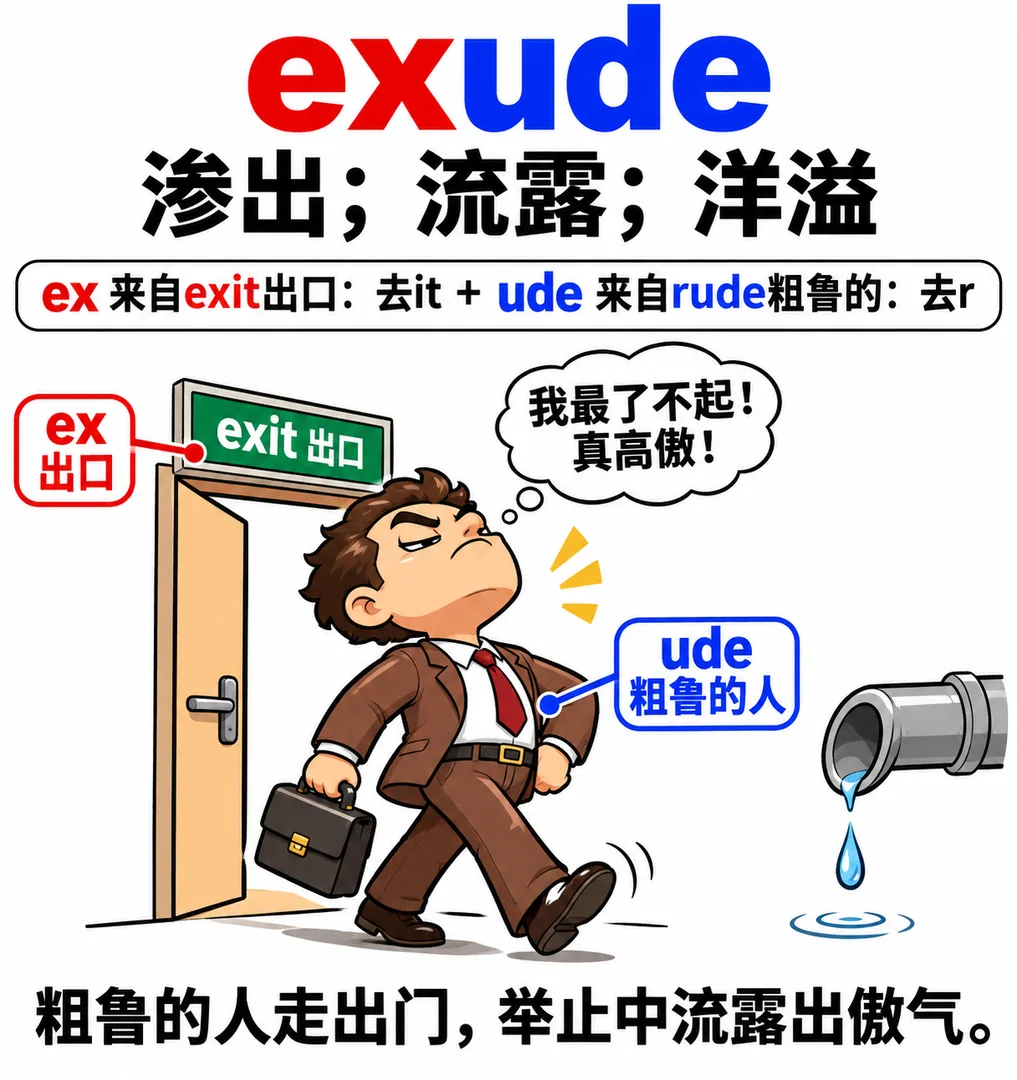 exude
渗出；流露；洋溢
ex 来自exit出口：去it + ude 来自rude粗鲁的：去r
我最了不起！
真高傲！
ex
出口
exit 出口
ude
粗鲁的人
粗鲁的人走出门，举止中流露出傲气。